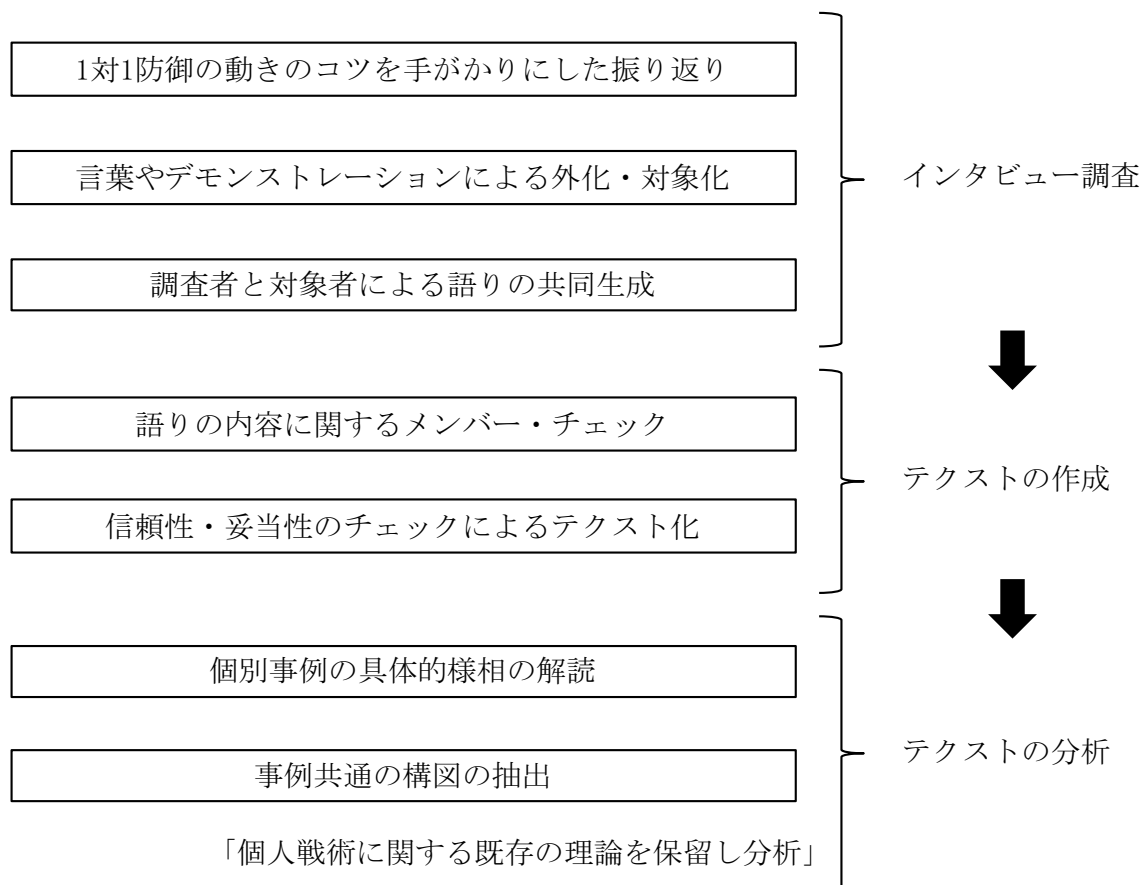 1対1防御の動きのコツを手がかりにした振り返り
言葉やデモンストレーションによる外化・対象化
インタビュー調査
調査者と対象者による語りの共同生成
語りの内容に関するメンバー・チェック
テクストの作成
信頼性・妥当性のチェックによるテクスト化
個別事例の具体的様相の解読
テクストの分析
事例共通の構図の抽出
「個人戦術に関する既存の理論を保留し分析」